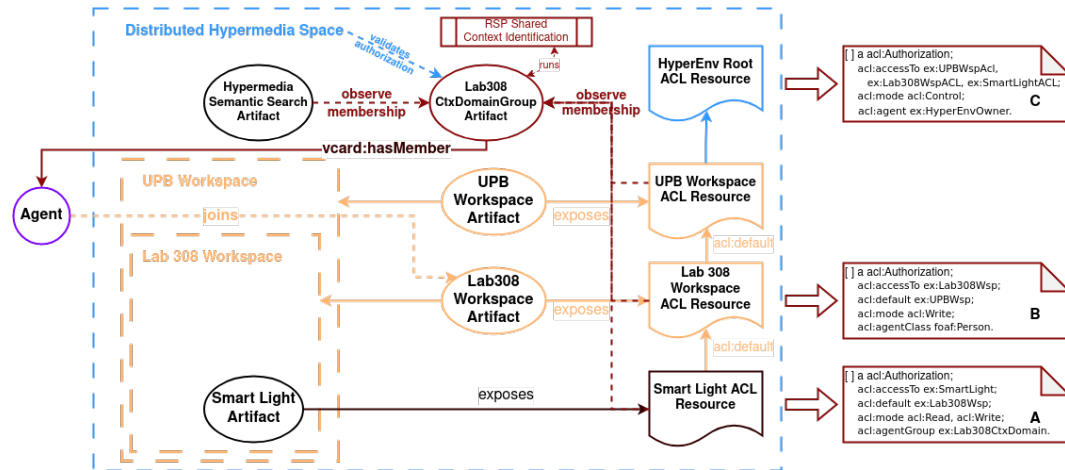 Distributed Hypermedia Space
validates
authorization
RSP Shared
Context Identification
runs
Hypermedia
Semantic Search
Artifact
observe
membership
Lab308
CtxDomainGroup
Artifact
observe
membership
HyperEnv Root
ACL Resource
[ ] a acl:Authorization;
acl:accessTo ex:UPBWspAcl,
ex:Lab308WspACL, ex:SmartLightACL;
acl:mode acl:Control;
acl:agent ex:HyperEnvOwner.
C
vcard:hasMember
UPB Workspace
Agent
joins
UPB
Workspace
Artifact
exposes
UPB Workspace
ACL Resource
acl:default
Lab 308 Workspace
Lab308
Workspace
Artifact
exposes
Lab 308
Workspace
ACL Resource
acl:default
[ ] a acl:Authorization;
acl:accessTo ex:Lab308Wsp;
acl:default ex:UPBWsp;
acl:mode acl:Write;
acl:agentClass foaf:Person.
B
Smart Light
Artifact
exposes
Smart Light ACL
Resource
[ ] a acl:Authorization;
acl:accessTo ex:SmartLight;
acl:default ex:Lab308Wsp;
acl:mode acl:Read, acl:Write;
acl:agentGroup ex:Lab308CtxDomain.
A